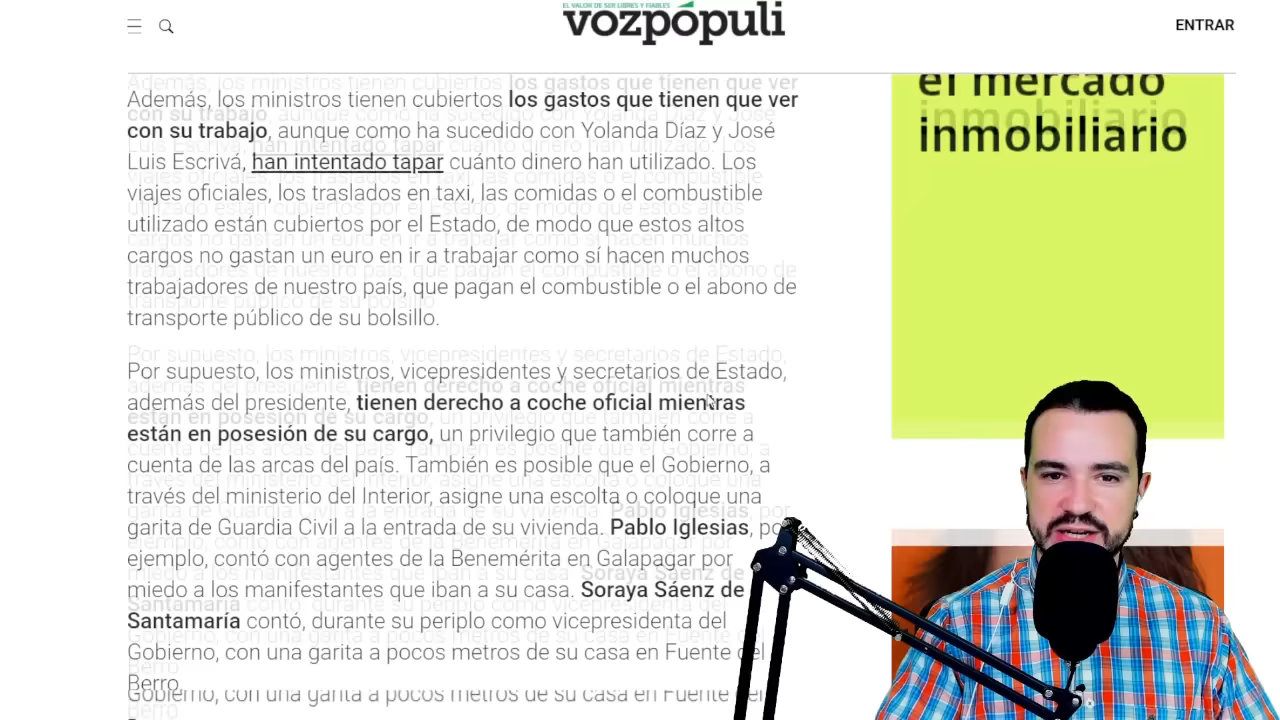 EL VALOR DE SER LIBRES Y FIABLES
vozpópuli
ENTRAR
Además, los ministros tienen cubiertos los gastos que tienen que ver
con su trabajo, aunque como ha sucedido con Yolanda Díaz y José
Luis Escrivá, han intentado tapar cuánto dinero han utilizado. Los
viajes oficiales, los traslados en taxi, las comidas o el combustible
utilizado están cubiertos por el Estado, de modo que estos altos
cargos no gastan un euro en ir a trabajar como sí hacen muchos
trabajadores de nuestro país, que pagan el combustible o el abono de
transporte público de su bolsillo.
Por supuesto, los ministros, vicepresidentes y secretarios de Estado,
además del presidente, tienen derecho a coche oficial mientras
están en posesión de su cargo, un privilegio que también corre a
cuenta de las arcas del país. También es posible que el Gobierno, a
través del ministerio del Interior, asigne una escolta o coloque una
garita de Guardia Civil a la entrada de su vivienda. Pablo Iglesias, po
ejemplo, contó con agentes de la Benemérita en Galapagar por
miedo a los manifestantes que iban a su casa. Soraya Sáenz de
Santamaría contó, durante su periplo como vicepresidenta del
Gobierno, con una garita a pocos metros de su casa en Fuente del
Berro
el mercado
inmobiliario